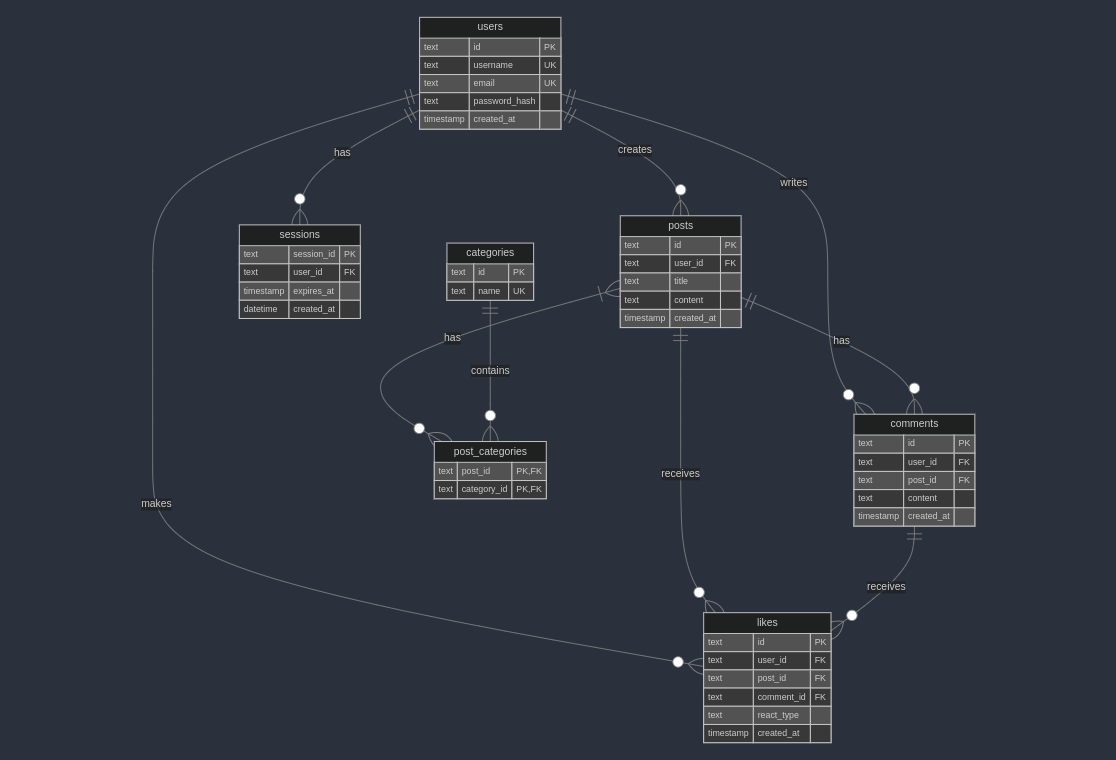 users
text id PK
text username UK
text email UK
text password_hash
timestamp created_at
has
creates
writes
sessions
text session_id PK
text user_id FK
timestamp expires_at
datetime created_at
categories
text id PK
text name UK
posts
text id PK
text user_id FK
text title
text content
timestamp created_at
has
contains
has
post_categories
text post_id PK,FK
text category_id PK,FK
comments
text id PK
text user_id FK
text post_id FK
text content
timestamp created_at
receives
makes
receives
likes
text id PK
text user_id FK
text post_id FK
text comment_id FK
text react_type
timestamp created_at